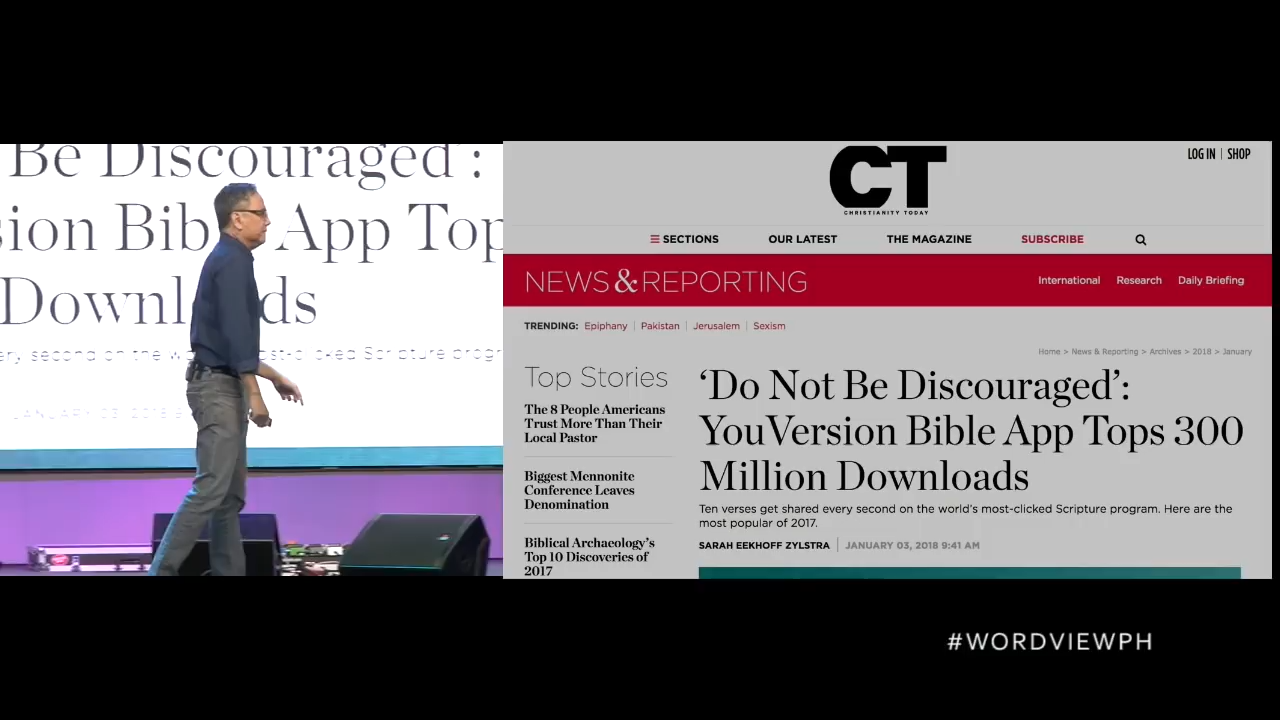 Be Discouraged':
sion Bible App Top
Downloads
CT
CHRISTIANITY TODAY
LOG IN | SHOP
SECTIONS
OUR LATEST
THE MAGAZINE
SUBSCRIBE
NEWS & REPORTING
International
Research
Daily Briefing
TRENDING: Epiphany | Pakistan | Jerusalem | Sexism
Home > News & Reporting > Archives > 2018 > January
Top Stories
The 8 People Americans
Trust More Than Their
Local Pastor
Biggest Mennonite
Conference Leaves
Denomination
Biblical Archaeology's
Top 10 Discoveries of
2017
‘Do Not Be Discouraged’:
YouVersion Bible App Tops 300
Million Downloads
Ten verses get shared every second on the world's most-clicked Scripture program. Here are the
most popular of 2017.
SARAH EEKHOFF ZYLSTRA | JANUARY 03, 2018 9:41 AM
#WORDVIEWPH